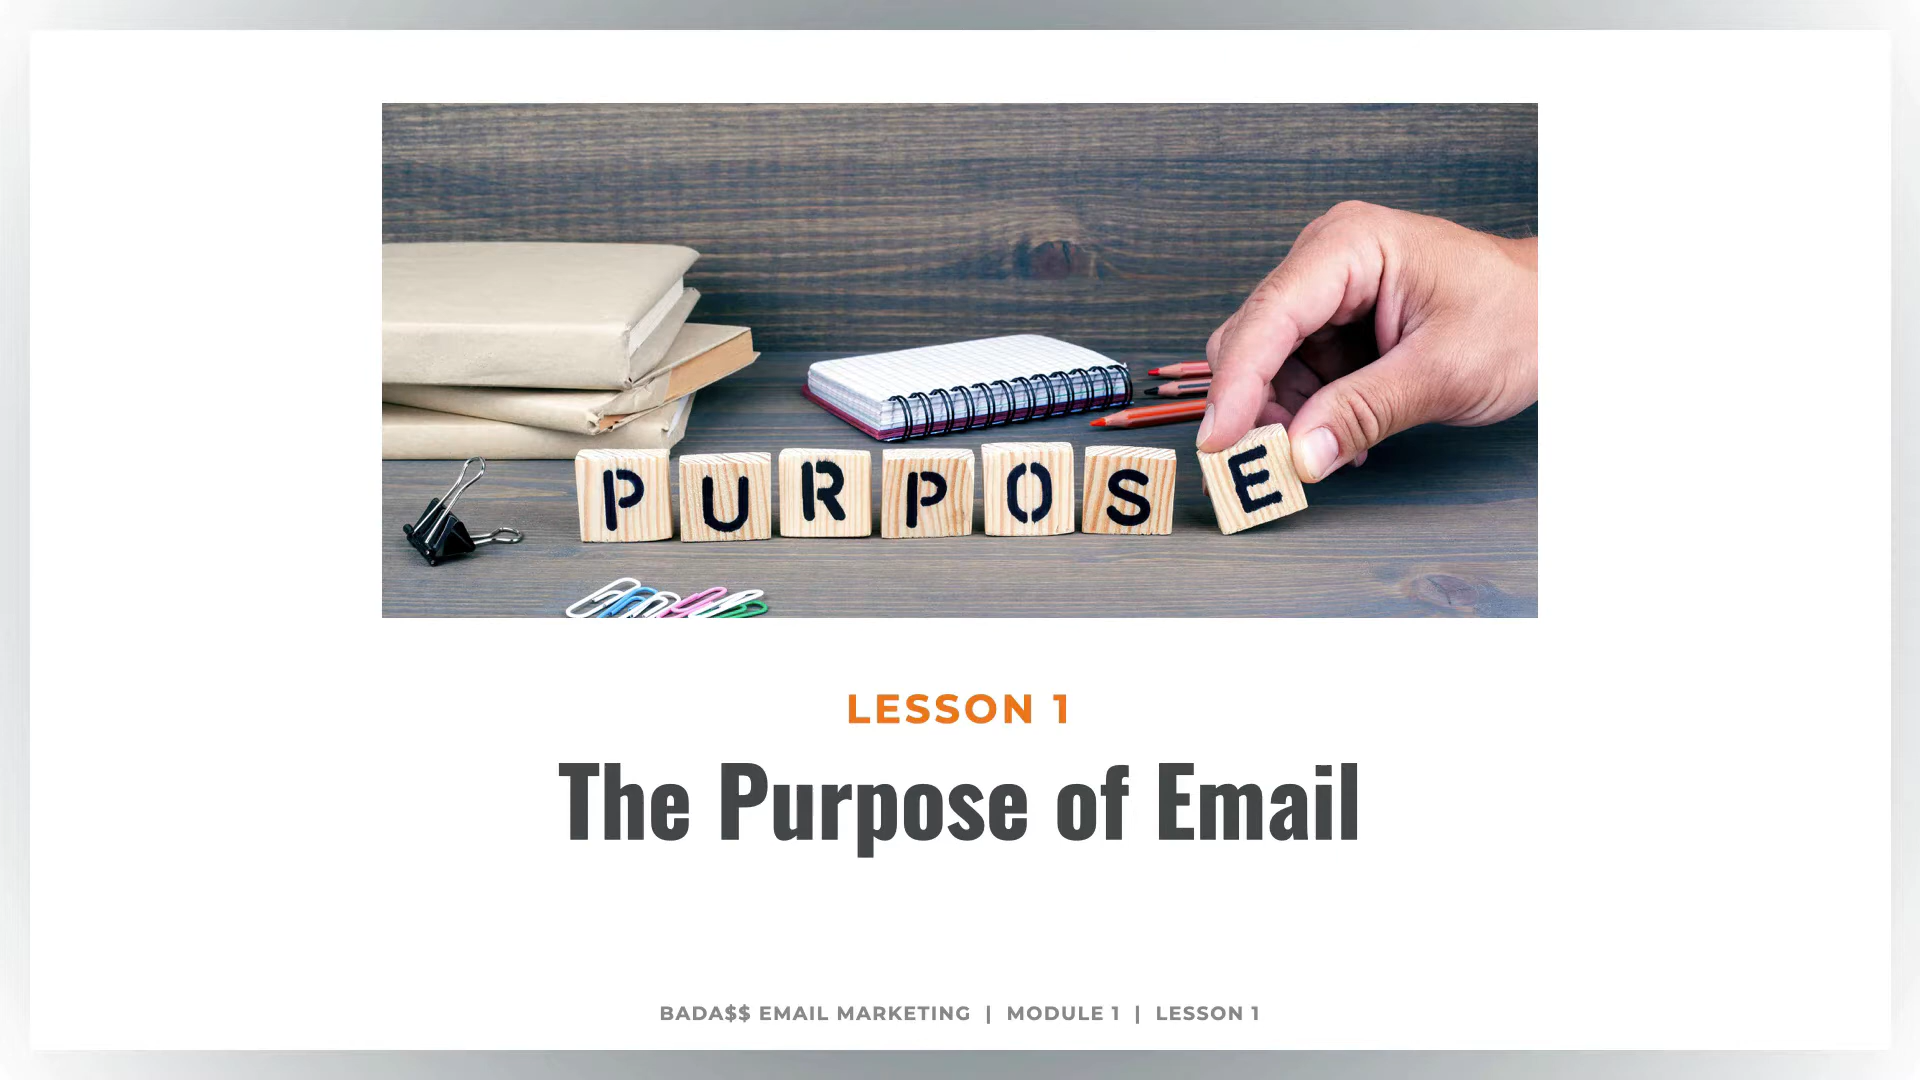 PURPOSE
LESSON 1
The Purpose of Email
BADA$$ EMAIL MARKETING | MODULE 1 | LESSON 1